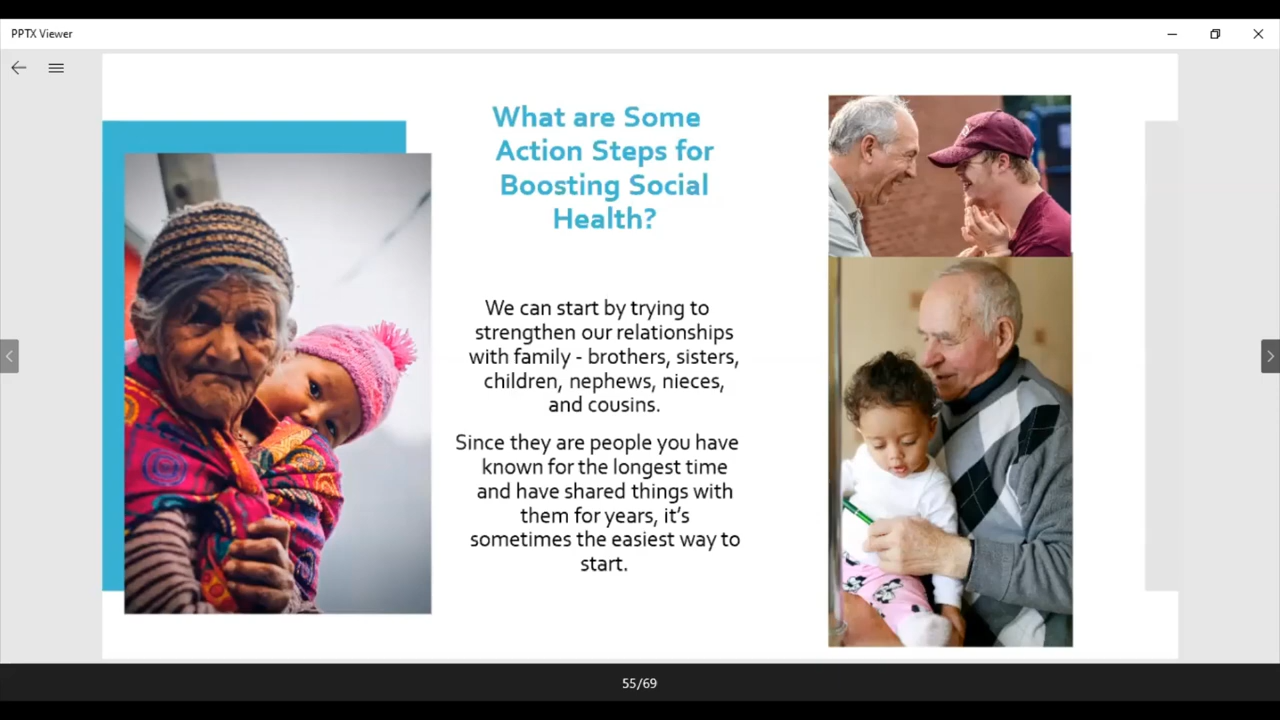 PPTX Viewer
What are Some
Action Steps for
Boosting Social
Health?
We can start by trying to
strengthen our relationships
with family - brothers, sisters,
children, nephews, nieces,
and cousins.
Since they are people you have
known for the longest time
and have shared things with
them for years, it’s
sometimes the easiest way to
start.
55/69